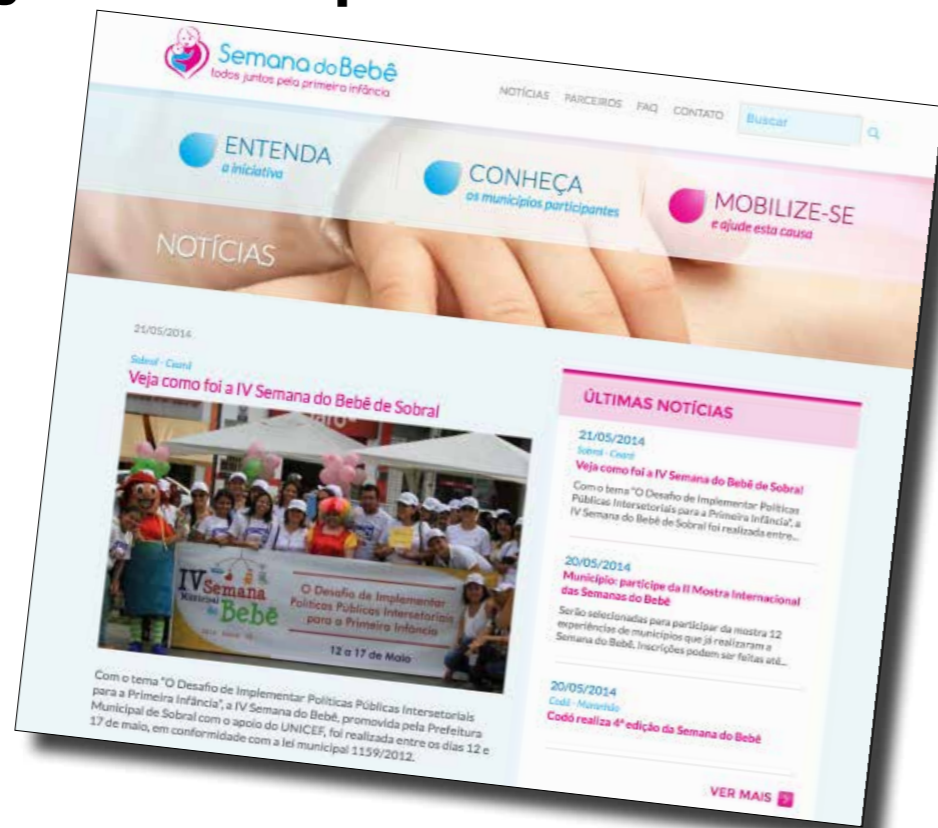 Semana do Bebê
todos juntos pela primeira infância
NOTÍCIAS PARCEIROS FAQ CONTATO Buscar
ENTENDA
a iniciativa
CONHEÇA
os municípios participantes
MOBILIZE-SE
e ajude esta causa
NOTÍCIAS
21/05/2014
Sobral - Ceará
Veja como foi a IV Semana do Bebê de Sobral
IV Semana
Municipal
do Bebê
O Desafio de Implementar
Políticas Públicas Intersetoriais
para a Primeira Infância
12 a 17 de Maio
Com o tema "O Desafio de Implementar Políticas Públicas Intersetoriais
para a Primeira Infância", a IV Semana do Bebê, promovida pela Prefeitura
Municipal de Sobral com o apoio do UNICEF, foi realizada entre os dias 12 e
17 de maio, em conformidade com a lei municipal 1159/2012.
ÚLTIMAS NOTÍCIAS
21/05/2014
Sobral - Ceará
Veja como foi a IV Semana do Bebê de Sobral
Com o tema "O Desafio de Implementar Políticas
Públicas Intersetoriais para a Primeira Infância", a
IV Semana do Bebê de Sobral foi realizada entre...
20/05/2014
Município: participe da II Mostra Internacional
das Semanas do Bebê
Serão selecionadas para participar da mostra 12
experiências de municípios que já realizaram a
Semana do Bebê. Inscrições podem ser feitas até...
20/05/2014
Codó - Maranhão
Codó realiza 4ª edição da Semana do Bebê
VER MAIS